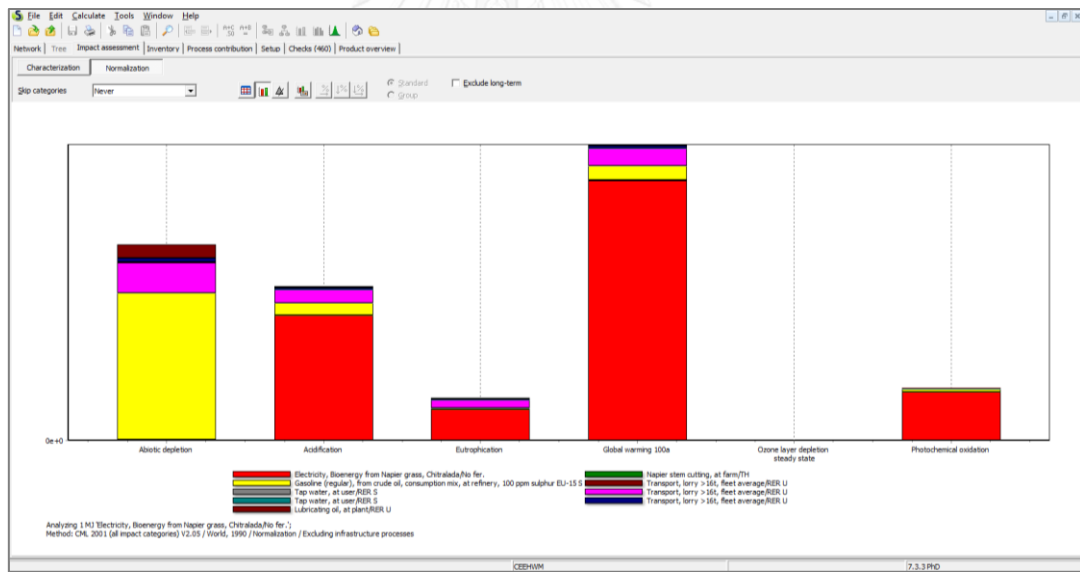 File Edit Calculate Tools Window Help
Network Tree Impact assessment Inventory Process contribution Setup Checks (460) Product overview
Characterization Normalization
Skip categories Never Standard Exclude long-term
Group
0e+0
Abiotic depletion Acidification Eutrophication Global warming 100a Ozone layer depletion steady state Photochemical oxidation
Electricity, Bioenergy from Napier grass, Chitralada/No fer. Napier stem cutting, at farm/TH
Gasoline (regular), from crude oil, consumption mix, at refinery, 100 ppm sulphur EU-15 S Transport, lorry >16t, fleet average/RER U
Tap water, at user/RER S Transport, lorry >16t, fleet average/RER U
Tap water, at user/RER S Transport, lorry >16t, fleet average/RER U
Lubricating oil, at plant/RER U
Analyzing 1 MJ 'Electricity, Bioenergy from Napier grass, Chitralada/No fer.';
Method: CML 2001 (all impact categories) V2.05 / World, 1990 / Normalization / Excluding infrastructure processes
CEEHWM 7.3.3 PhD